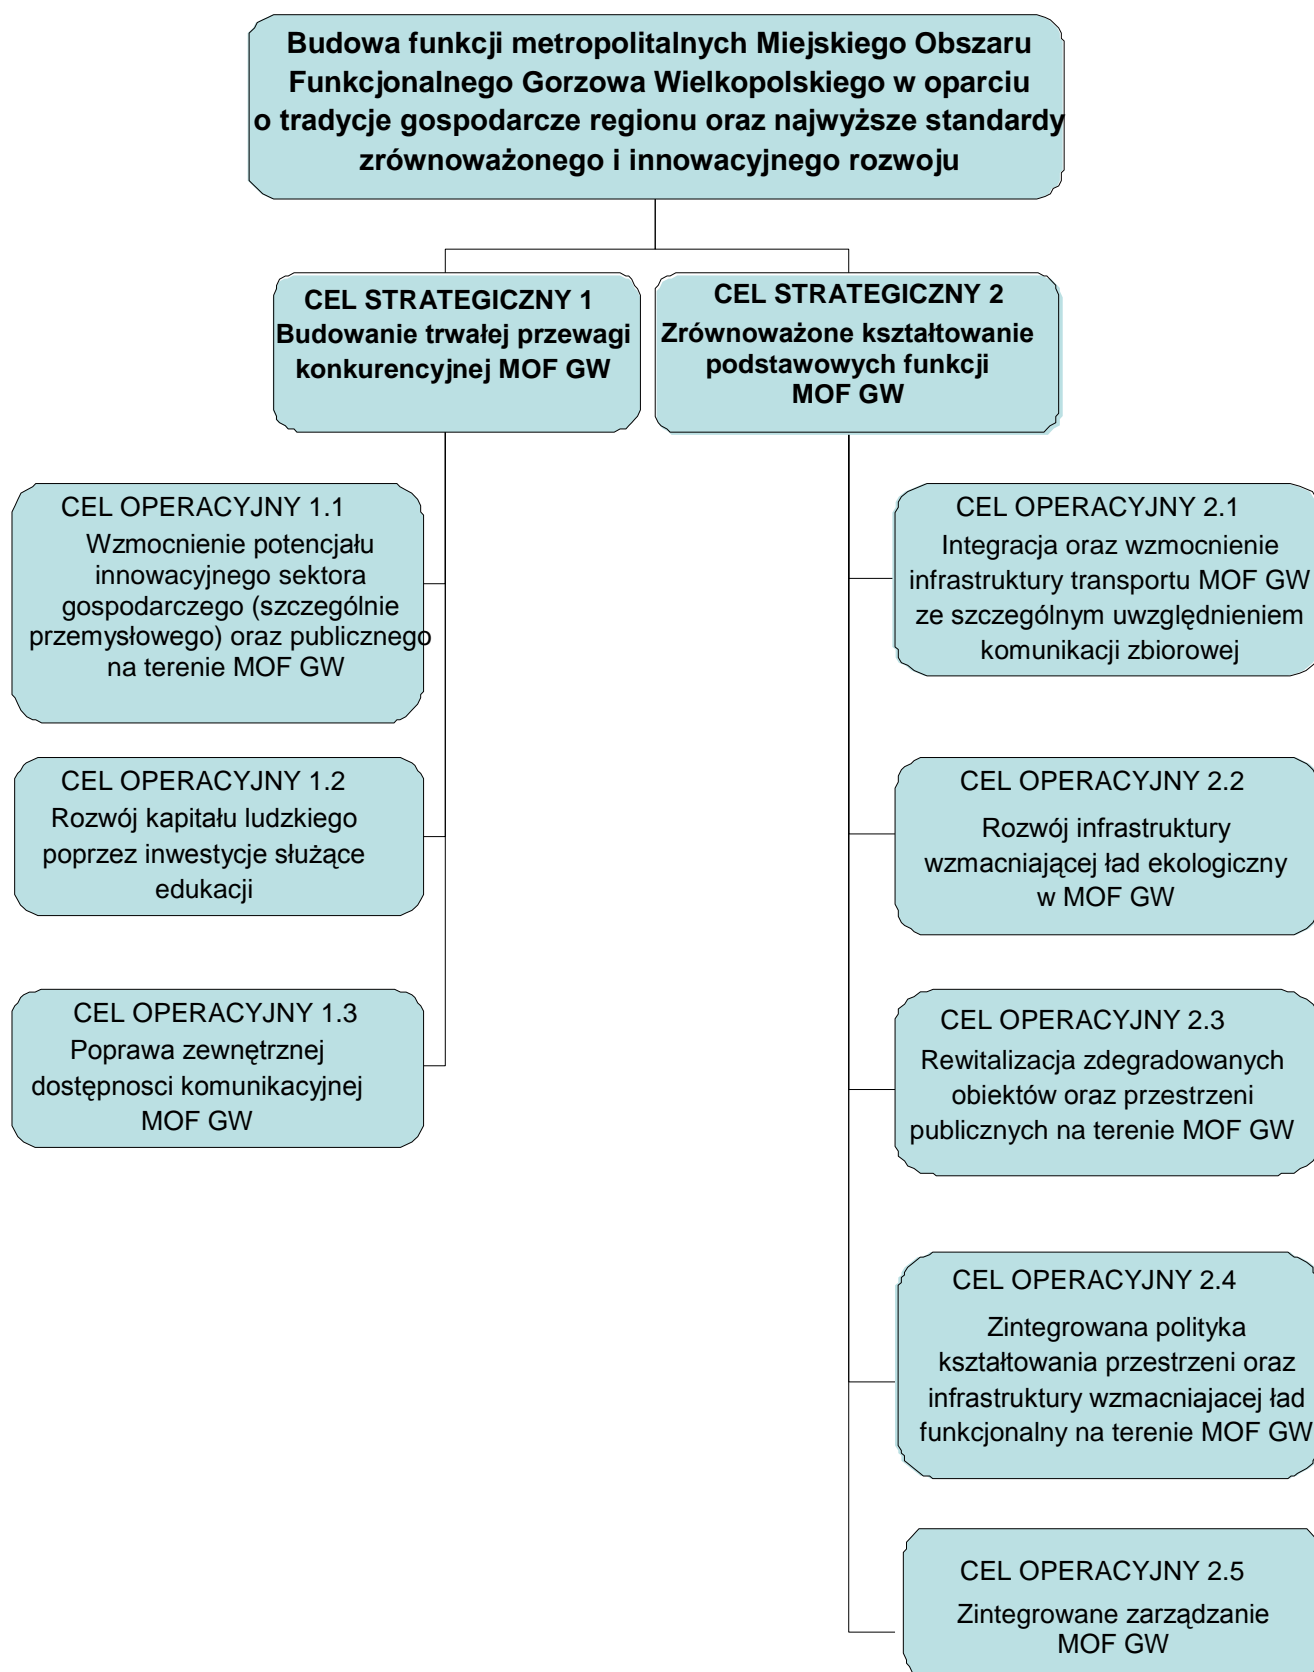 Budowa funkcji metropolitalnych Miejskiego Obszaru
Funkcjonalnego Gorzowa Wielkopolskiego w oparciu
o tradycje gospodarcze regionu oraz najwyższe standardy
zrównoważonego i innowacyjnego rozwoju
CEL STRATEGICZNY 1
Budowanie trwałej przewagi
konkurencyjnej MOF GW
CEL STRATEGICZNY 2
Zrównoważone kształtowanie
podstawowych funkcji
MOF GW
CEL OPERACYJNY 1.1
Wzmocnienie potencjału
innowacyjnego sektora
gospodarczego (szczególnie
przemysłowego) oraz publicznego
na terenie MOF GW
CEL OPERACYJNY 1.2
Rozwój kapitału ludzkiego
poprzez inwestycje służące
edukacji
CEL OPERACYJNY 1.3
Poprawa zewnętrznej
dostępnosci komunikacyjnej
MOF GW
CEL OPERACYJNY 2.1
Integracja oraz wzmocnienie
infrastruktury transportu MOF GW
ze szczególnym uwzględnieniem
komunikacji zbiorowej
CEL OPERACYJNY 2.2
Rozwój infrastruktury
wzmacniającej ład ekologiczny
w MOF GW
CEL OPERACYJNY 2.3
Rewitalizacja zdegradowanych
obiektów oraz przestrzeni
publicznych na terenie MOF GW
CEL OPERACYJNY 2.4
Zintegrowana polityka
kształtowania przestrzeni oraz
infrastruktury wzmacniajacej ład
funkcjonalny na terenie MOF GW
CEL OPERACYJNY 2.5
Zintegrowane zarządzanie
MOF GW